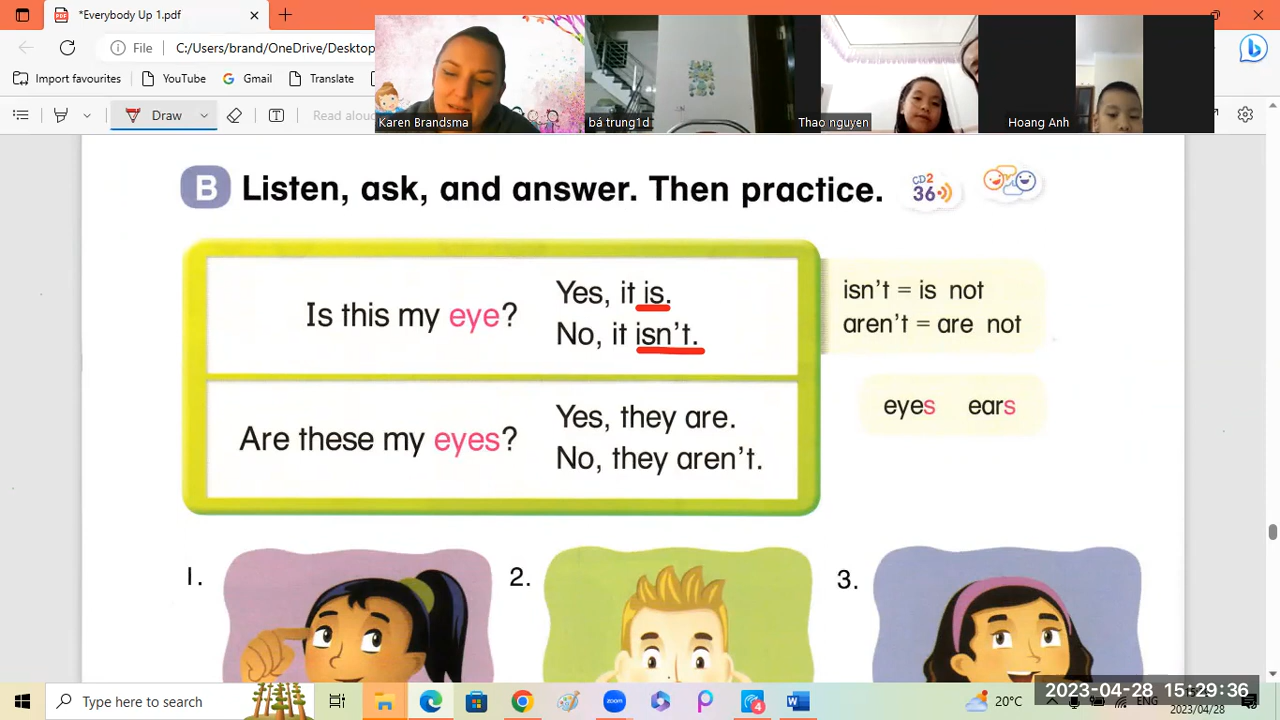 *Everybody Up 1.pdf
File
C:/Users/brand/OneDrive/Desktop
Import favourites
YouTube
Gmail
Translate
Draw
Read aloud
Karen Brandsma
bá trung1d
Thao nguyen
Hoang Anh
B Listen, ask, and answer. Then practice.
CD2
36
Is this my eye?
Yes, it is.
No, it isn't.
isn't = is not
aren't = are not
Are these my eyes?
Yes, they are.
No, they aren't.
eyes ears
1.
2.
3.
Type here to search
4
20°C
ENG
2023-04-28 15:29:36
2023/04/28